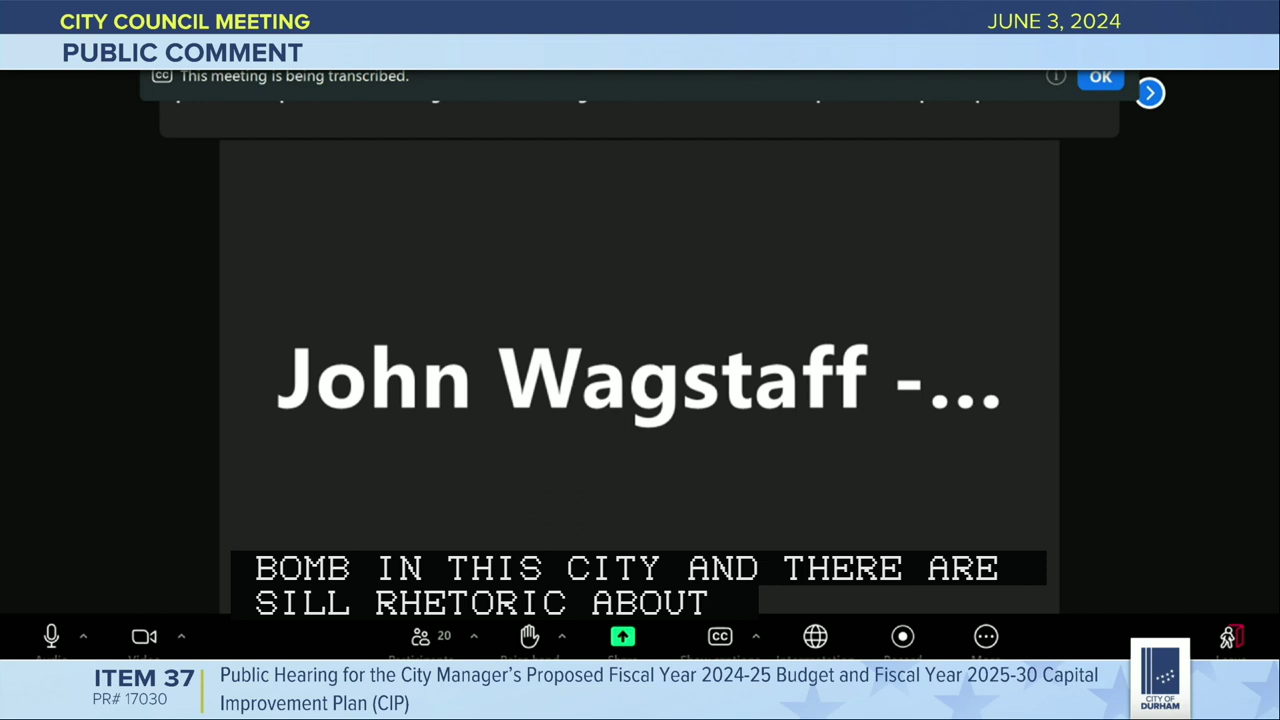 CITY COUNCIL MEETING
JUNE 3, 2024
PUBLIC COMMENT
CC This meeting is being transcribed.
OK
John Wagstaff -...
BOMB IN THIS CITY AND THERE ARE
SILL RHETORIC ABOUT
20
CC
ITEM 37
PR# 17030
Public Hearing for the City Manager's Proposed Fiscal Year 2024-25 Budget and Fiscal Year 2025-30 Capital
Improvement Plan (CIP)
CITY OF
DURHAM